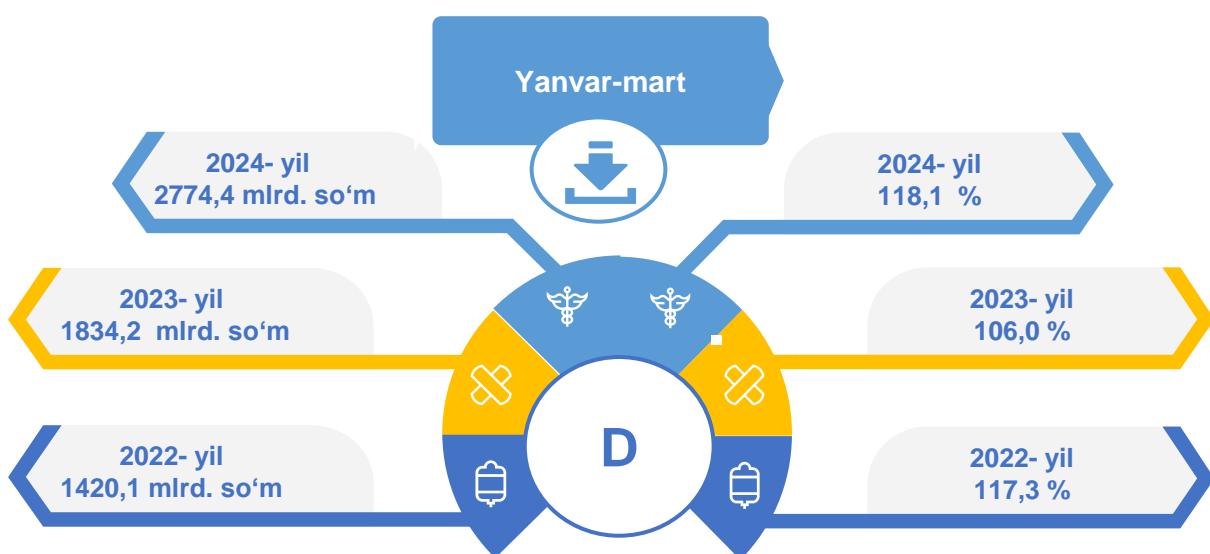 Yanvar-mart
2024- yil
2774,4 mlrd. so‘m
2024- yil
118,1 %
2023- yil
1834,2 mlrd. so‘m
2023- yil
106,0 %
D
2022- yil
1420,1 mlrd. so‘m
2022- yil
117,3 %